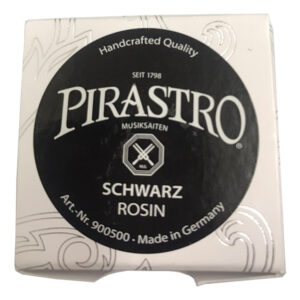 Handcrafted Quality
SEIT 1798
PIRASTRO
MUSIKSAITEN
SCHWARZ
ROSIN
Art.-Nr. 900500 - Made in Germany